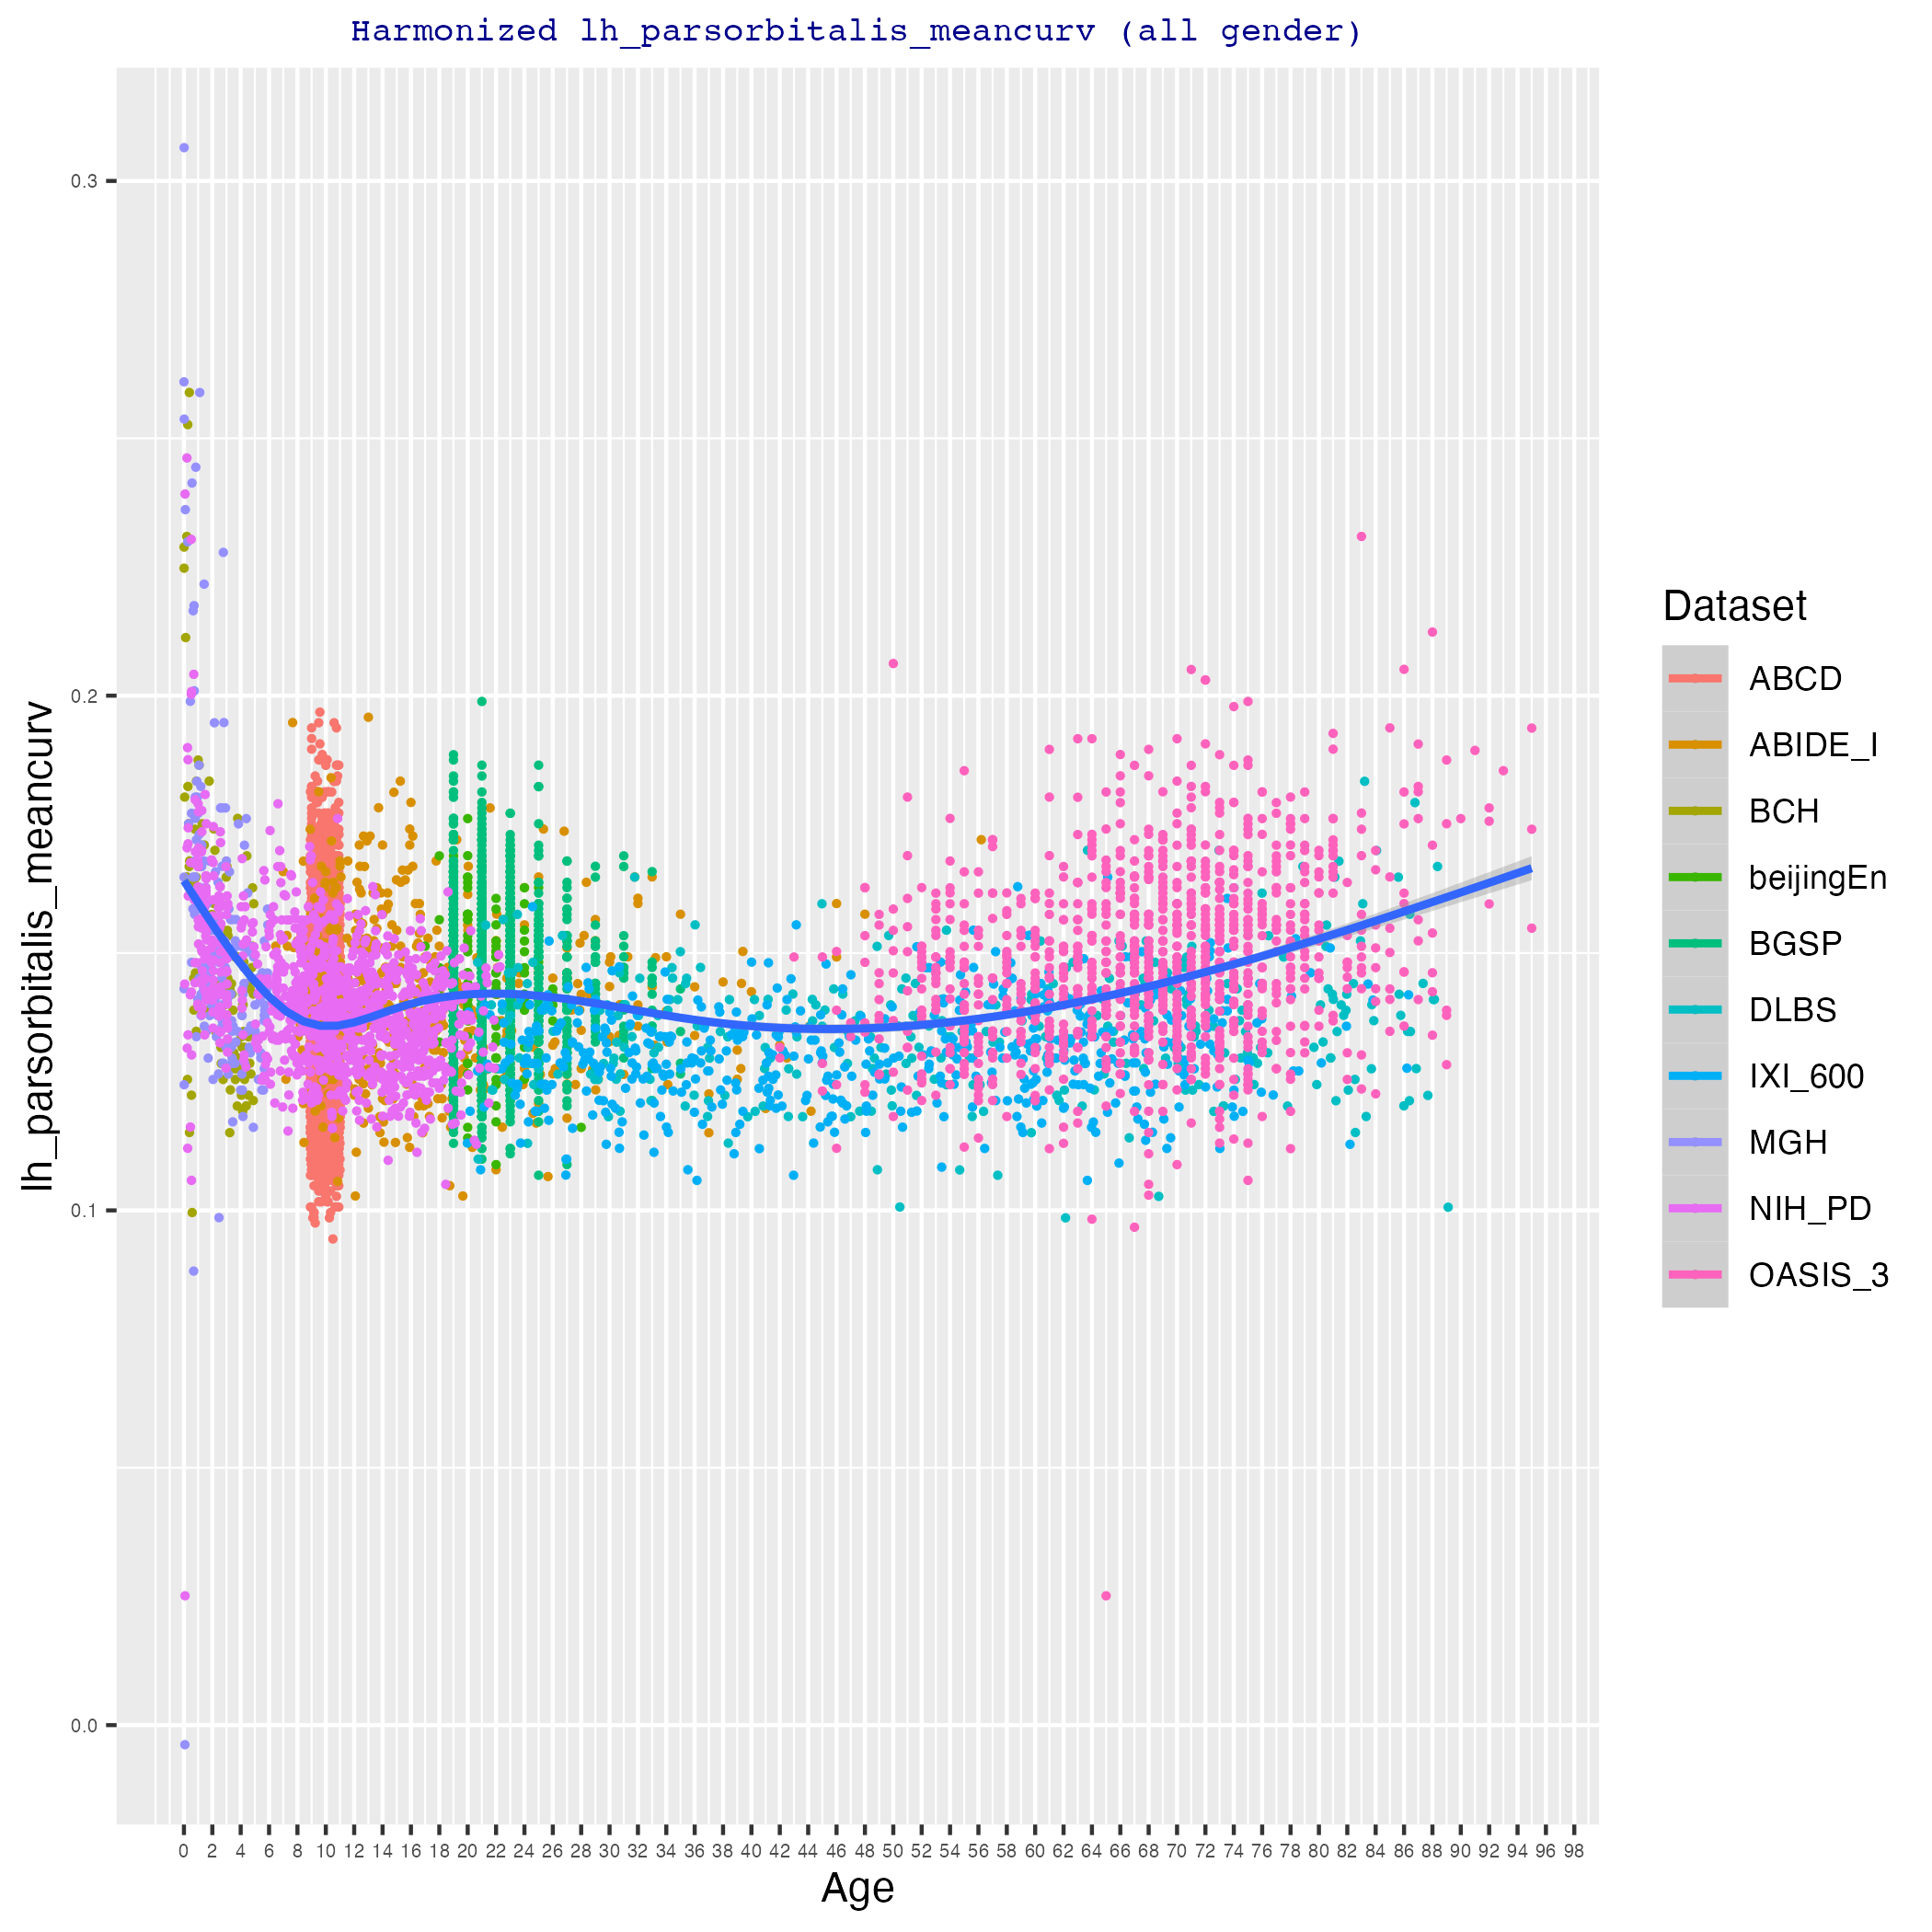 Harmonized lh_parsorbitalis_meancurv (all gender)
lh_parsorbitalis_meancurv
0.3
0.2
0.1
0.0
0 2 4 6 8 10 12 14 16 18 20 22 24 26 28 30 32 34 36 38 40 42 44 46 48 50 52 54 56 58 60 62 64 66 68 70 72 74 76 78 80 82 84 86 88 90 92 94 96 98
Age
Dataset
ABCD
ABIDE_I
BCH
beijingEn
BGSP
DLBS
IXI_600
MGH
NIH_PD
OASIS_3